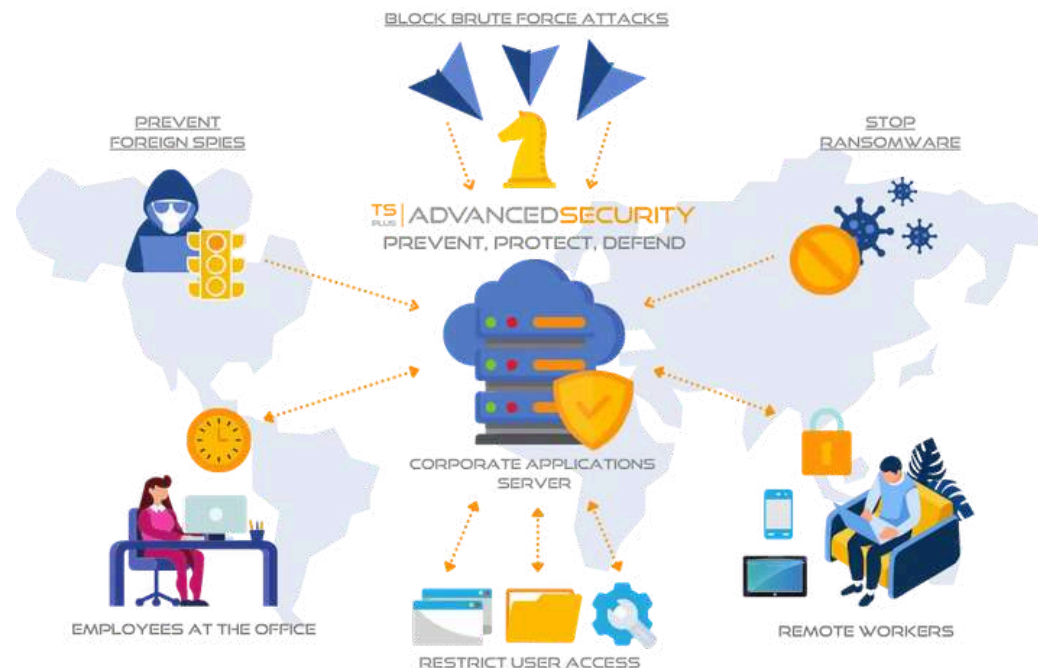 BLOCK BRUTE FORCE ATTACKS
PREVENT
FOREIGN SPIES
STOP
RANSOMWARE
TS PLUS | ADVANCEDSECURITY
PREVENT, PROTECT, DEFEND
CORPORATE APPLICATIONS
SERVER
EMPLOYEES AT THE OFFICE
REMOTE WORKERS
RESTRICT USER ACCESS